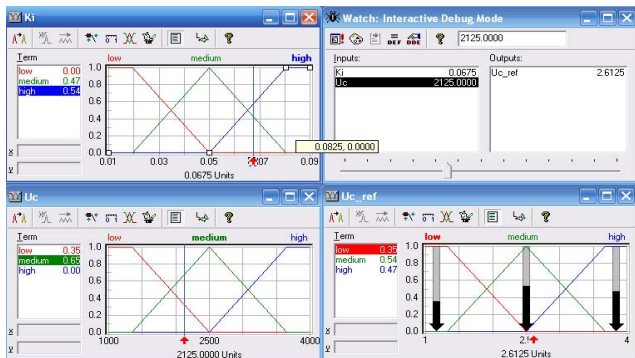 Ki
Term
low 0.00
medium 0.47
high 0.54
x
y
low medium high
1.0
0.8
0.6
0.4
0.2
0.0
0.01 0.03 0.05 0.07 0.09
0.0675 Units
0.0825, 0.0000
Watch: Interactive Debug Mode
DEF DDE 2125.0000
Inputs: Outputs:
Ki 0.0675 Uc_ref 2.6125
Uc 2125.0000
Uc
Term
low 0.35
medium 0.65
high 0.00
x
y
low medium high
1.0
0.8
0.6
0.4
0.2
0.0
1000 2500 4000
2125.0000 Units
Uc_ref
Term
low 0.35
medium 0.54
high 0.47
x
y
low medium high
1.0
0.8
0.6
0.4
0.2
0.0
1 4
2.6125 Units